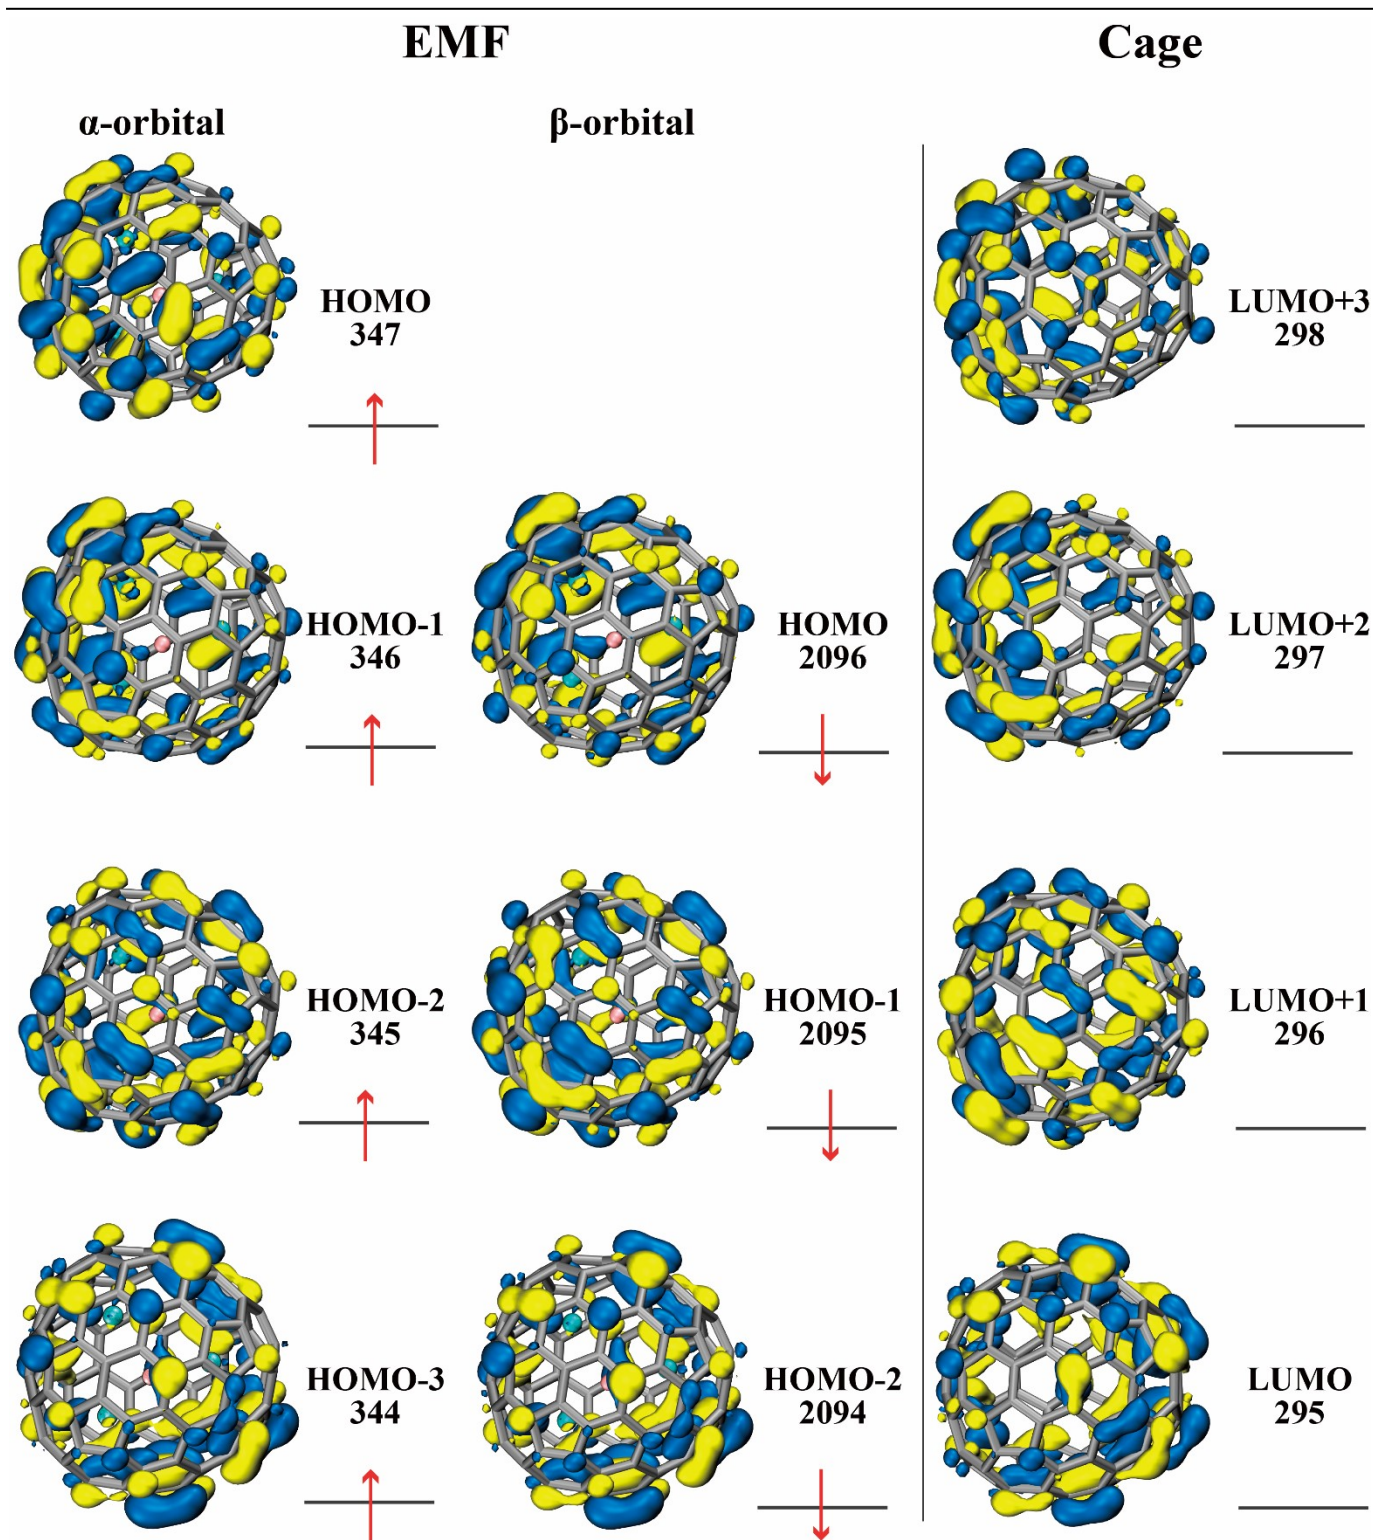 EMF
Cage
α-orbital
β-orbital
HOMO
347
LUMO+3
298
HOMO-1
346
HOMO
2096
LUMO+2
297
HOMO-2
345
HOMO-1
2095
LUMO+1
296
HOMO-3
344
HOMO-2
2094
LUMO
295